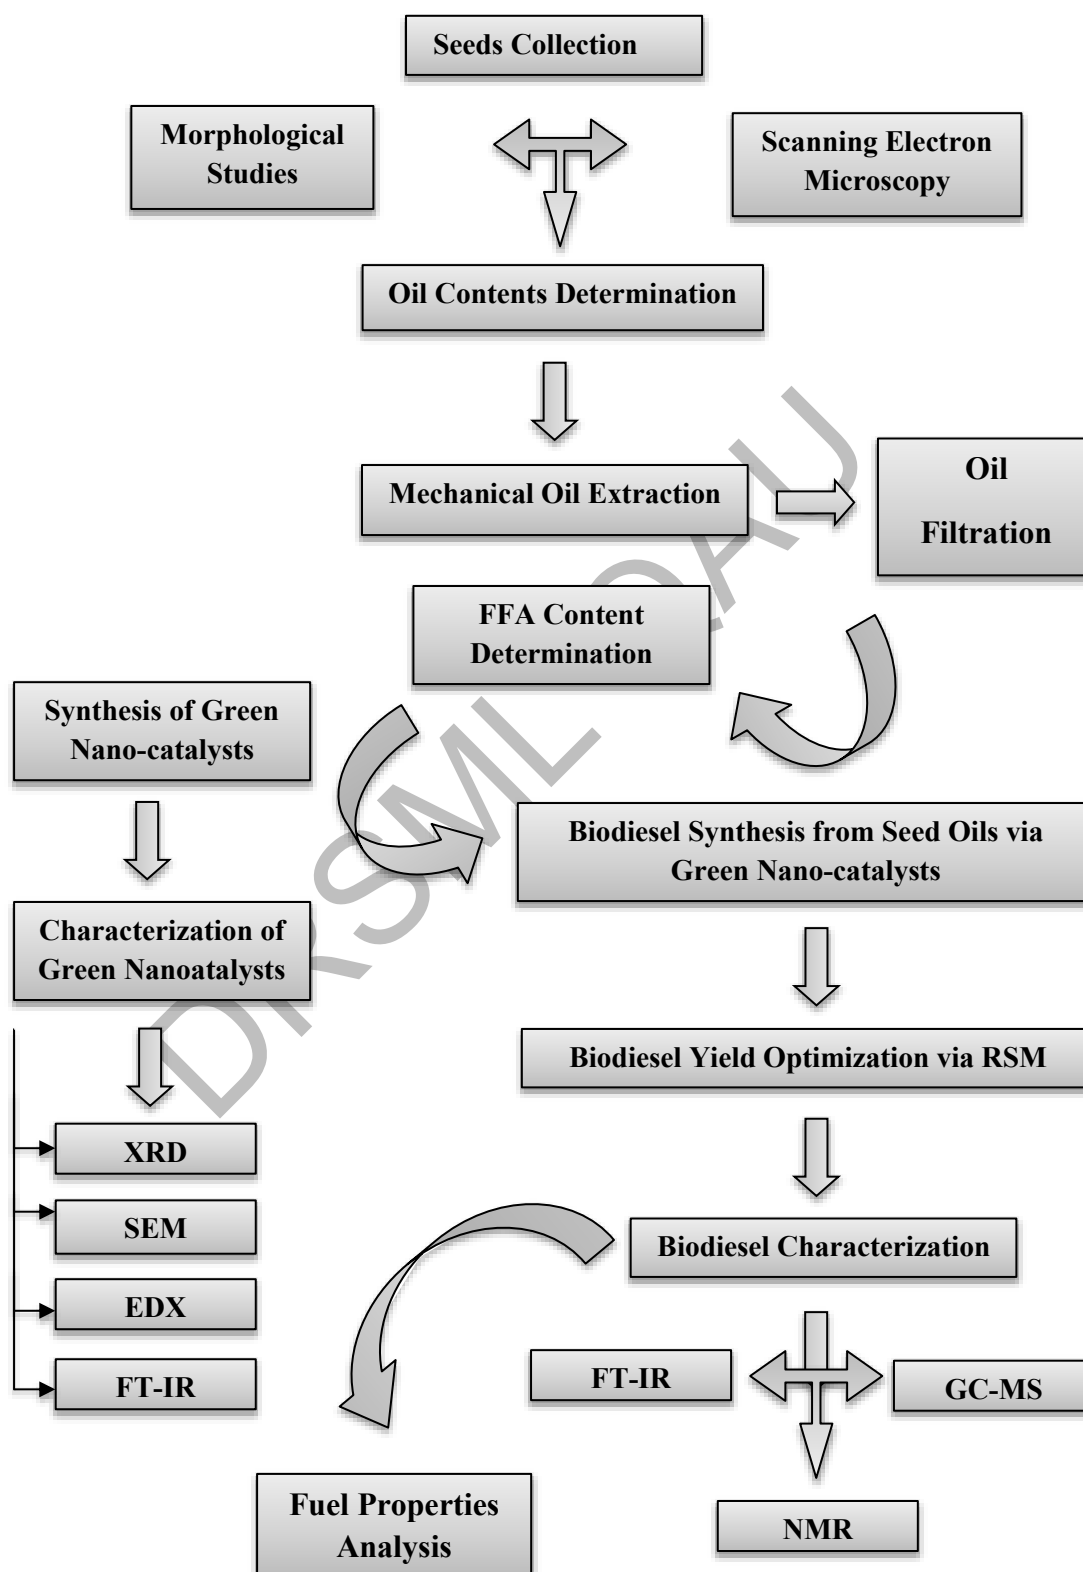 Seeds Collection
Morphological
Studies
Scanning Electron
Microscopy
Oil Contents Determination
Mechanical Oil Extraction
Oil
Filtration
FFA Content
Determination
Synthesis of Green
Nano-catalysts
Biodiesel Synthesis from Seed Oils via
Green Nano-catalysts
Characterization of
Green Nanoatalysts
Biodiesel Yield Optimization via RSM
XRD
SEM
EDX
FT-IR
Biodiesel Characterization
FT-IR
GC-MS
NMR
Fuel Properties
Analysis
DRSML QAU